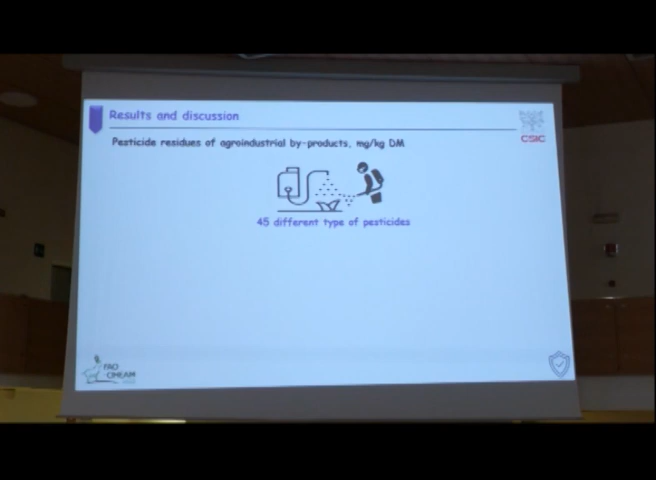 Results and discussion
CSIC
Pesticide residues of agroindustrial by-products, mg/kg DM
45 different type of pesticides
FAO
CIHEAM